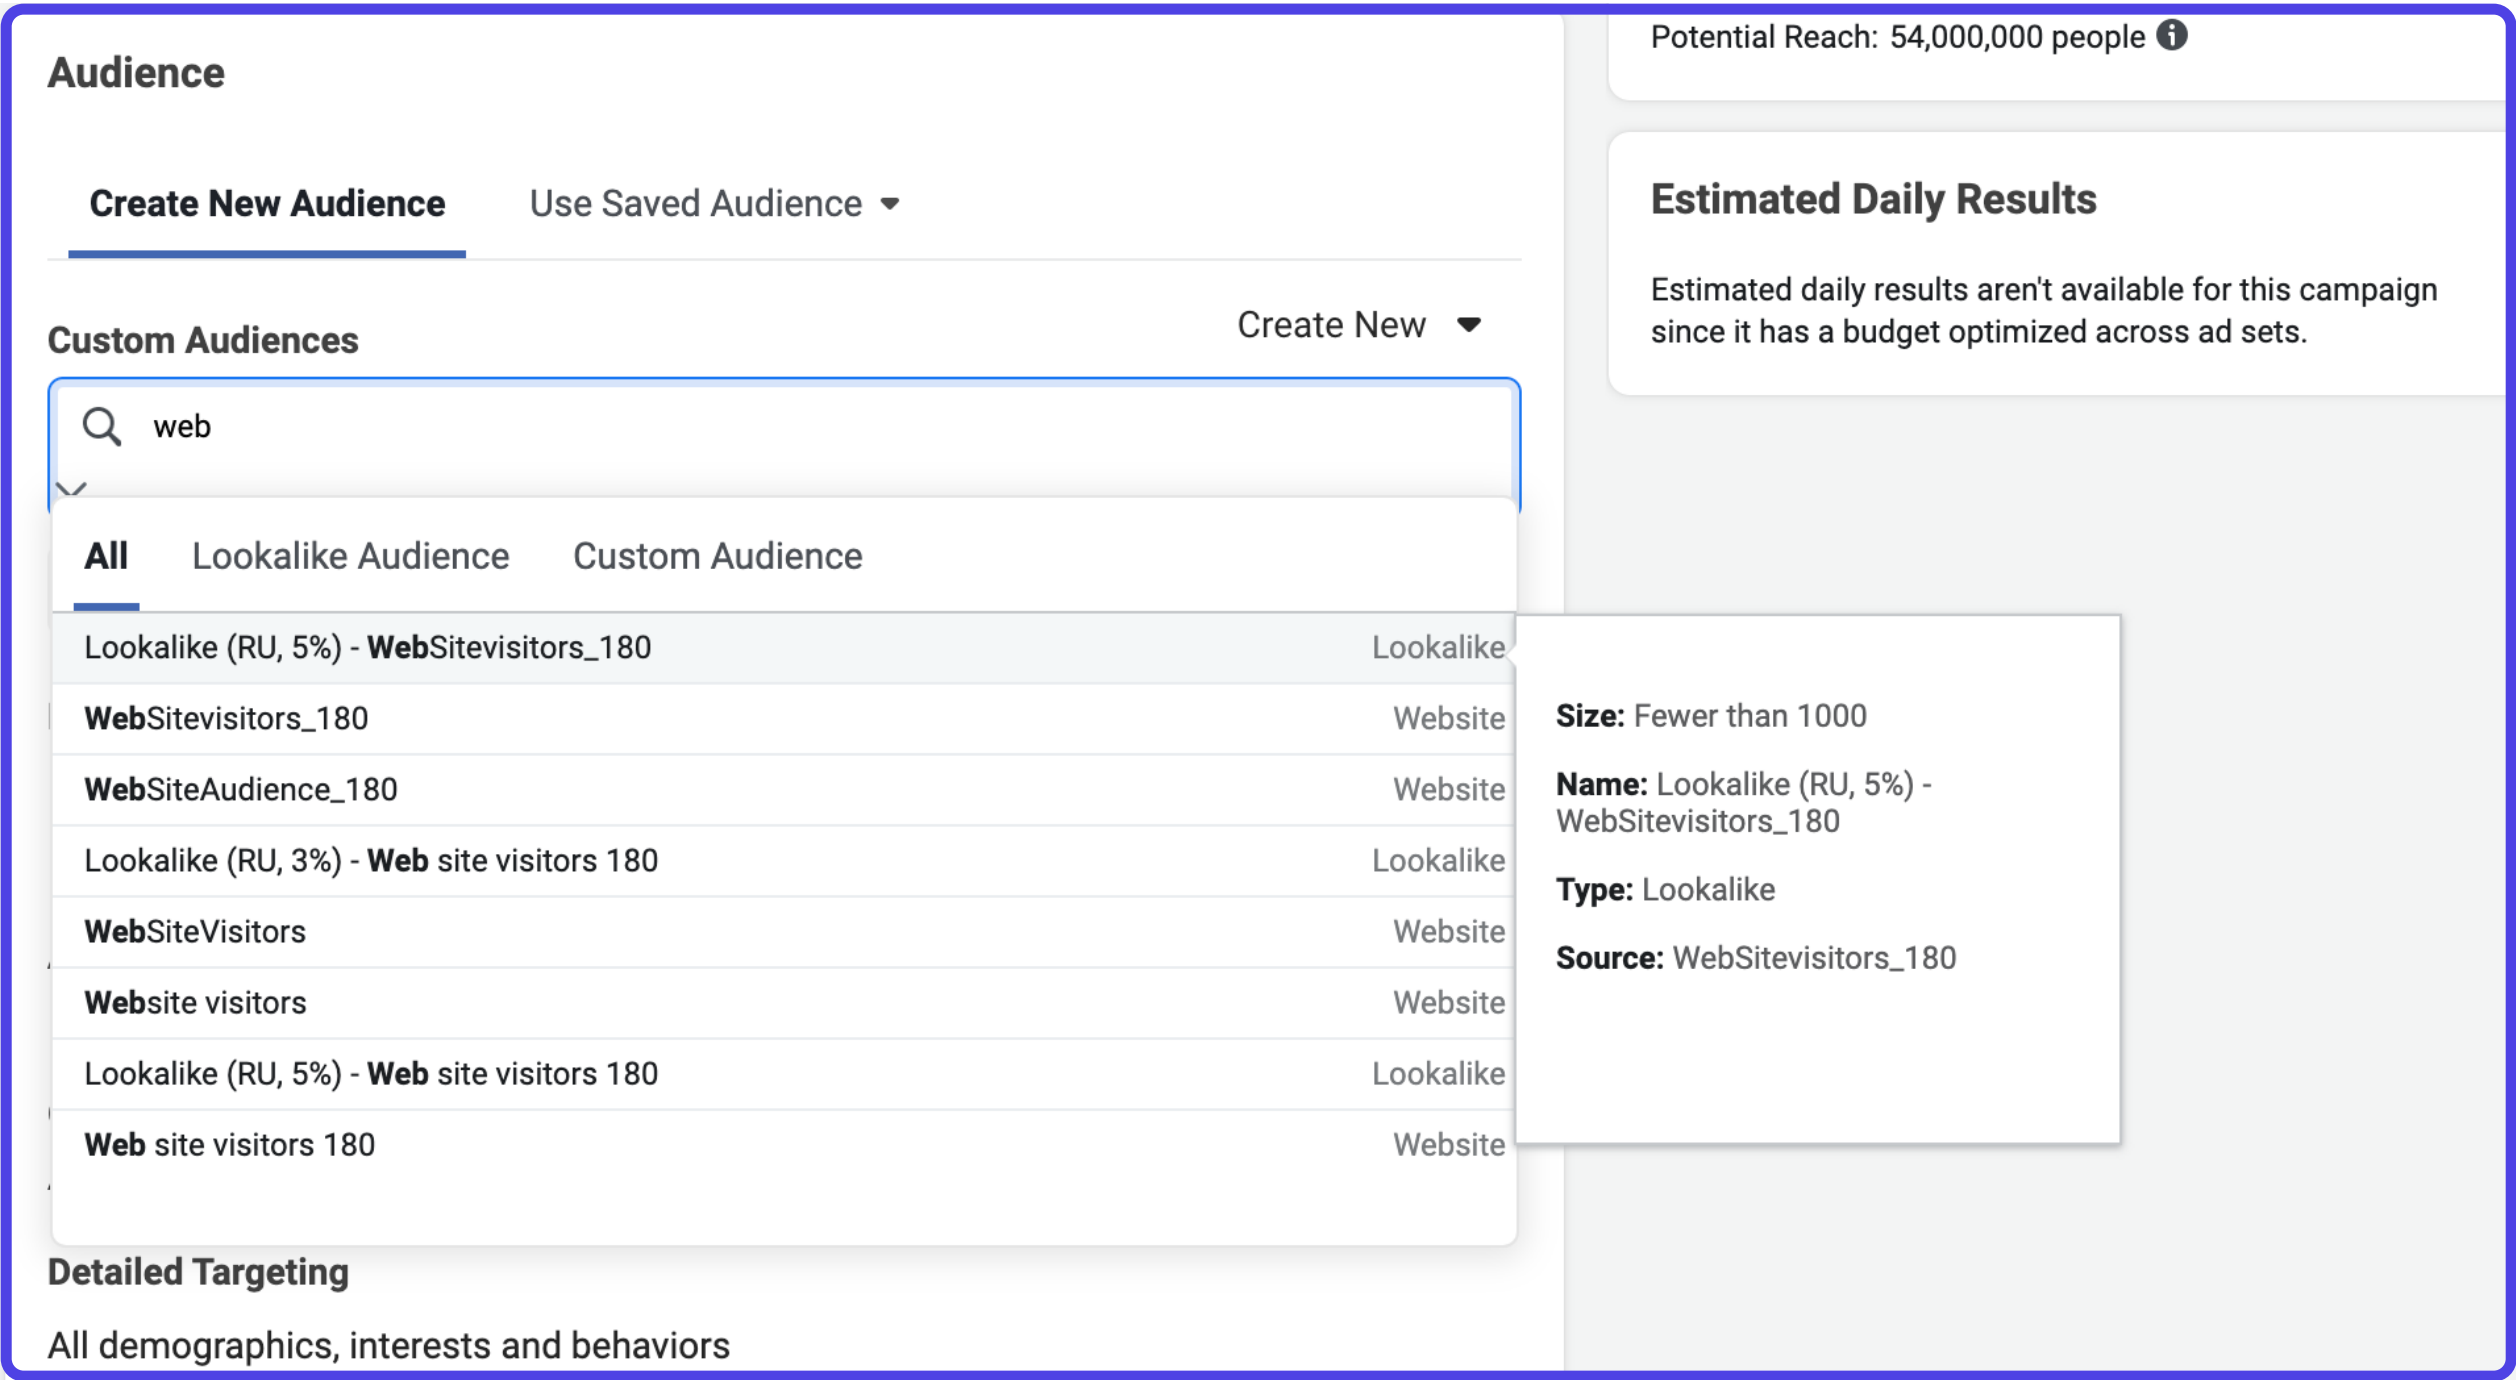 Audience
Create New Audience
Use Saved Audience
Custom Audiences
Create New
web
All
Lookalike Audience
Custom Audience
Lookalike (RU, 5%) - WebSitevisitors_180
Lookalike
WebSitevisitors_180
Website
WebSiteAudience_180
Website
Lookalike (RU, 3%) - Web site visitors 180
Lookalike
WebSiteVisitors
Website
Website visitors
Website
Lookalike (RU, 5%) - Web site visitors 180
Lookalike
Web site visitors 180
Website
Detailed Targeting
All demographics, interests and behaviors
Potential Reach: 54,000,000 people
Estimated Daily Results
Estimated daily results aren't available for this campaign
since it has a budget optimized across ad sets.
Size: Fewer than 1000
Name: Lookalike (RU, 5%) -
WebSitevisitors_180
Type: Lookalike
Source: WebSitevisitors_180